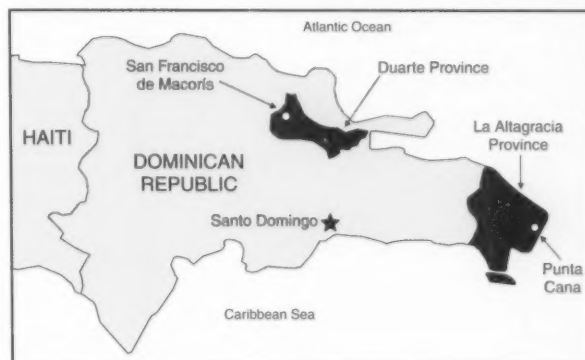 Atlantic Ocean
San Francisco
de Macorís
Duarte Province
La Altagracia
Province
HAITI
DOMINICAN
REPUBLIC
Santo Domingo
Punta
Cana
Caribbean Sea